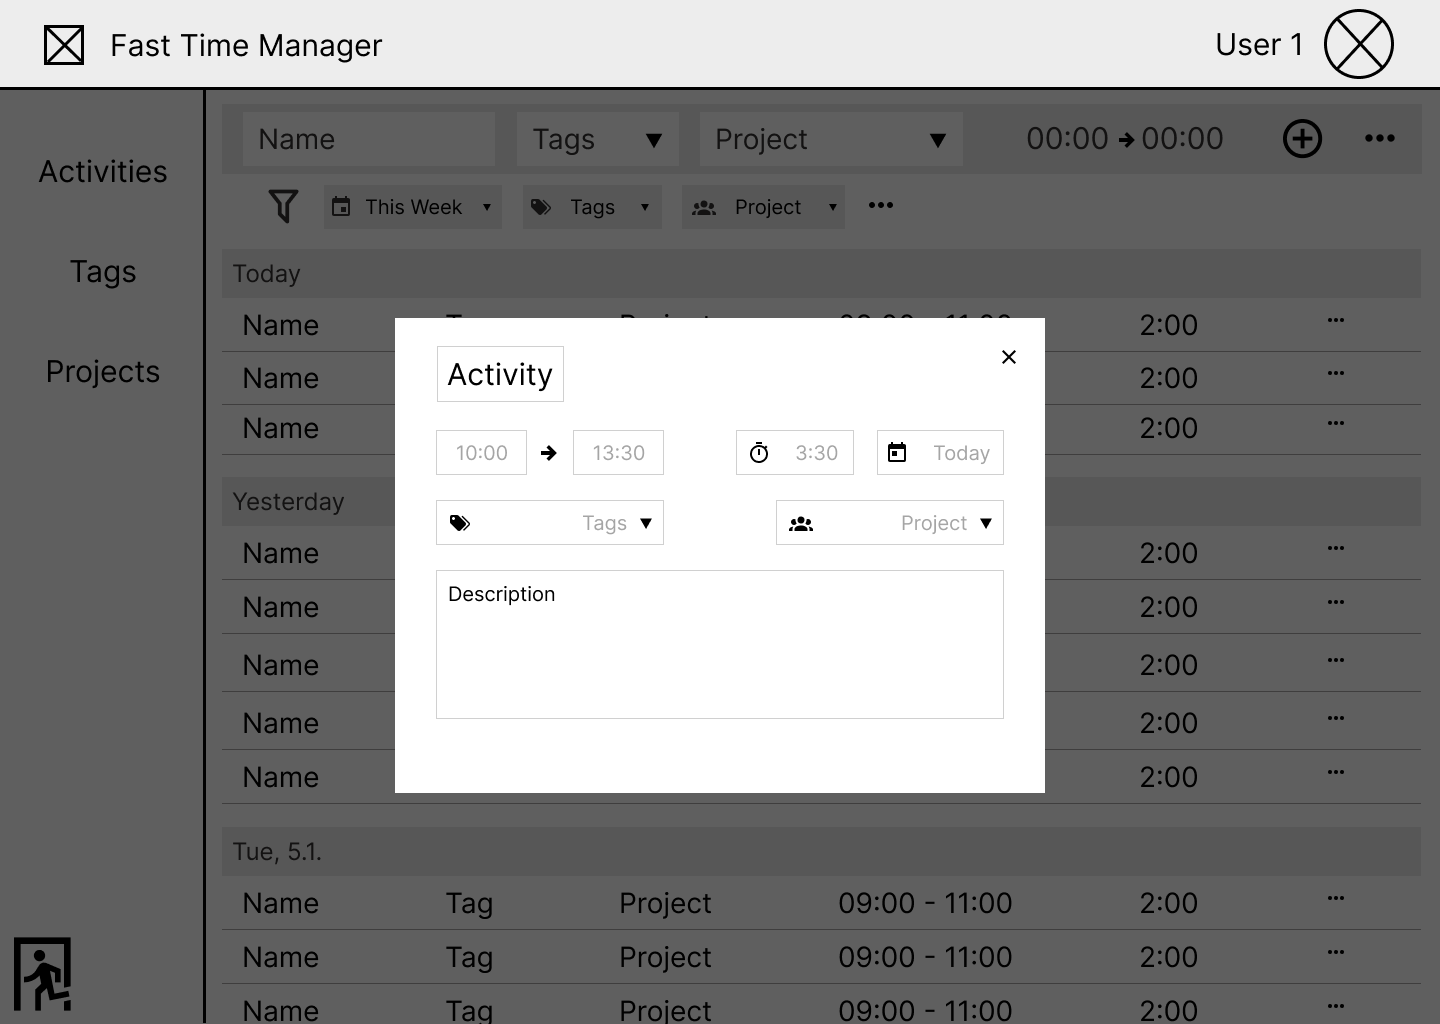 Fast Time Manager
User 1
Activities
Tags
Projects
Name Tags Project 00:00 → 00:00
This Week Tags Project
Today
Name 2:00
Name 2:00
Name 2:00
Yesterday
Name 2:00
Name 2:00
Name 2:00
Name 2:00
Name 2:00
Activity
10:00 → 13:30 3:30 Today
Tags Project
Description
Tue, 5.1.
Name Tag Project 09:00 - 11:00 2:00
Name Tag Project 09:00 - 11:00 2:00
Name Tag Project 09:00 - 11:00 2:00